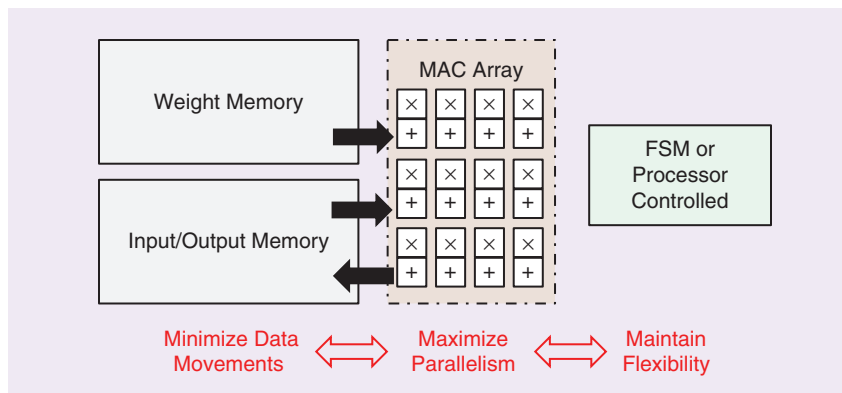 Weight Memory
Input/Output Memory
MAC Array
× × × ×
+ + + +
× × × ×
+ + + +
× × × ×
+ + + +
FSM or
Processor
Controlled
Minimize Data
Movements
Maximize
Parallelism
Maintain
Flexibility